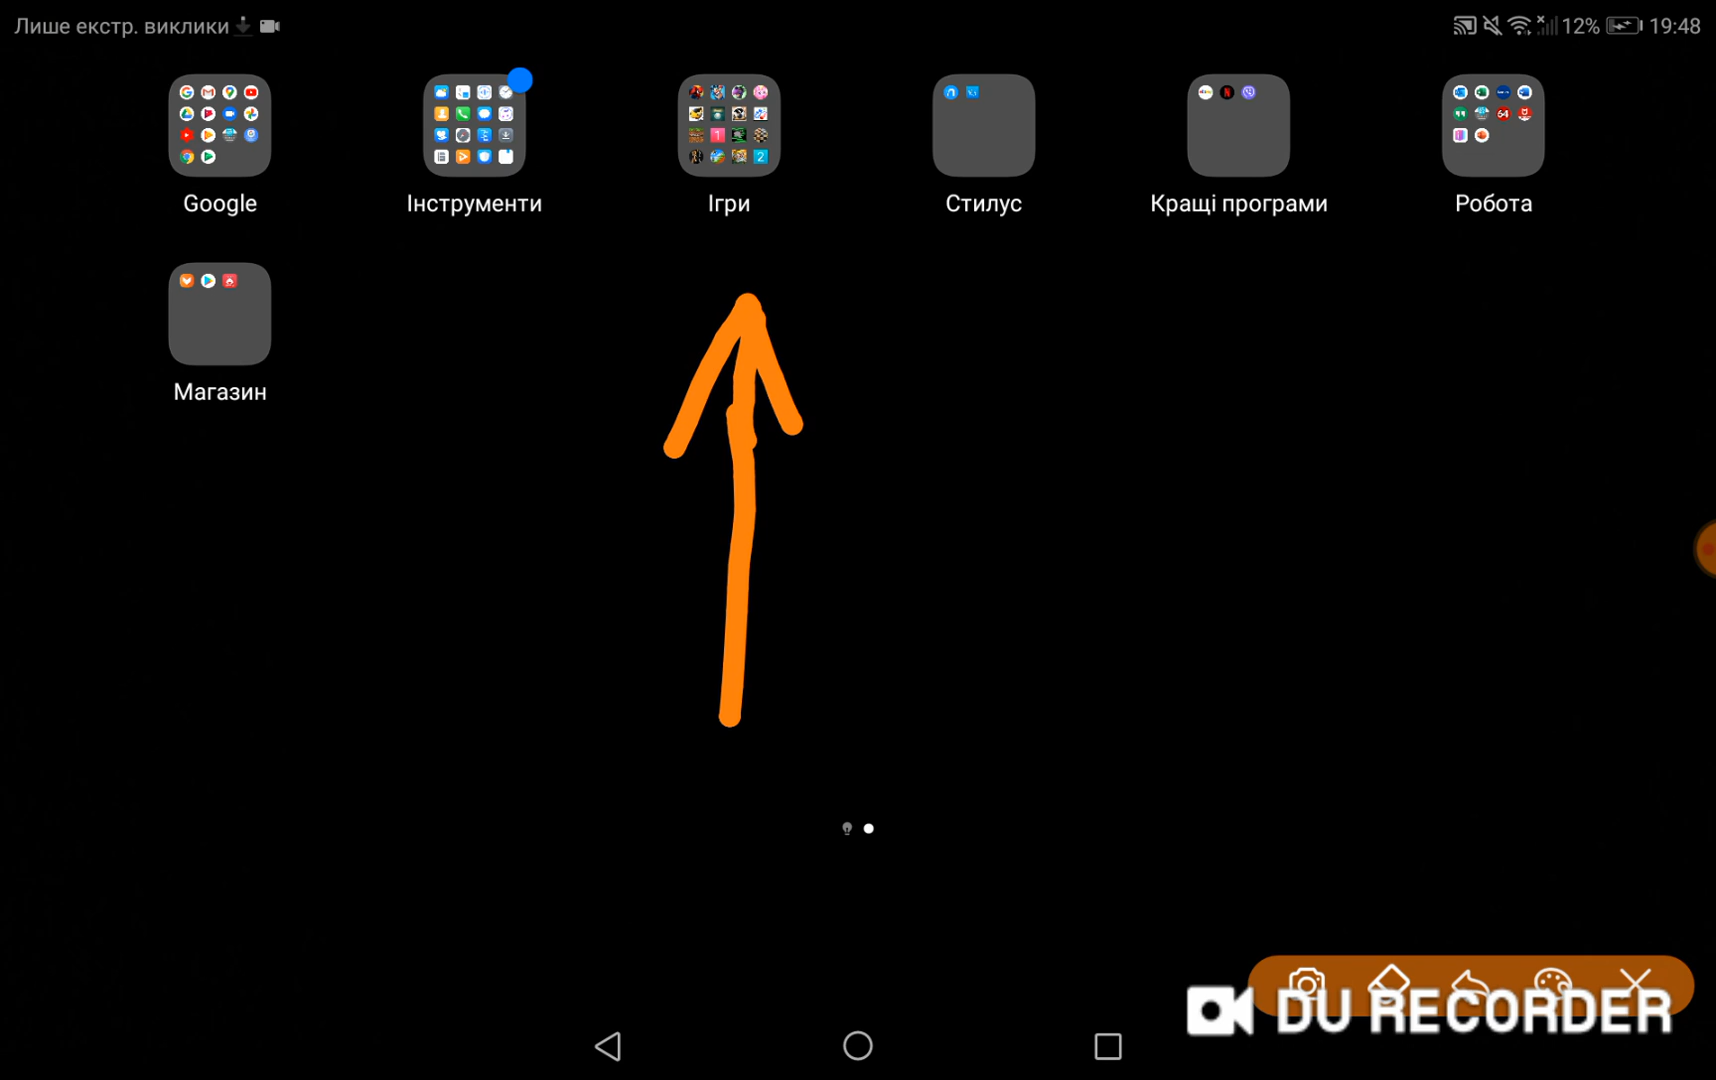 Лише екстр. виклики 12% 19:48
Google Інструменти Ігри Стилус Кращі програми Робота
Магазин
DU RECORDER